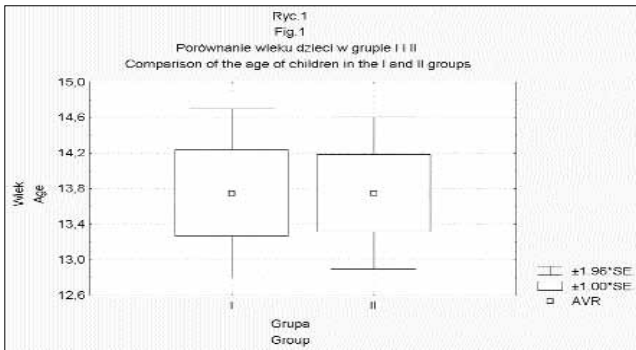 Ryc.1
Fig.1
Porównanie wieku dzieci w grupie I i II
Comparison of the age of children in the I and II groups
15,0
14,6
14,2
13,8
13,4
13,0
12,6
Wiek
Age
I
II
Grupa
Group
±1.96*SE
±1.00*SE
AVR